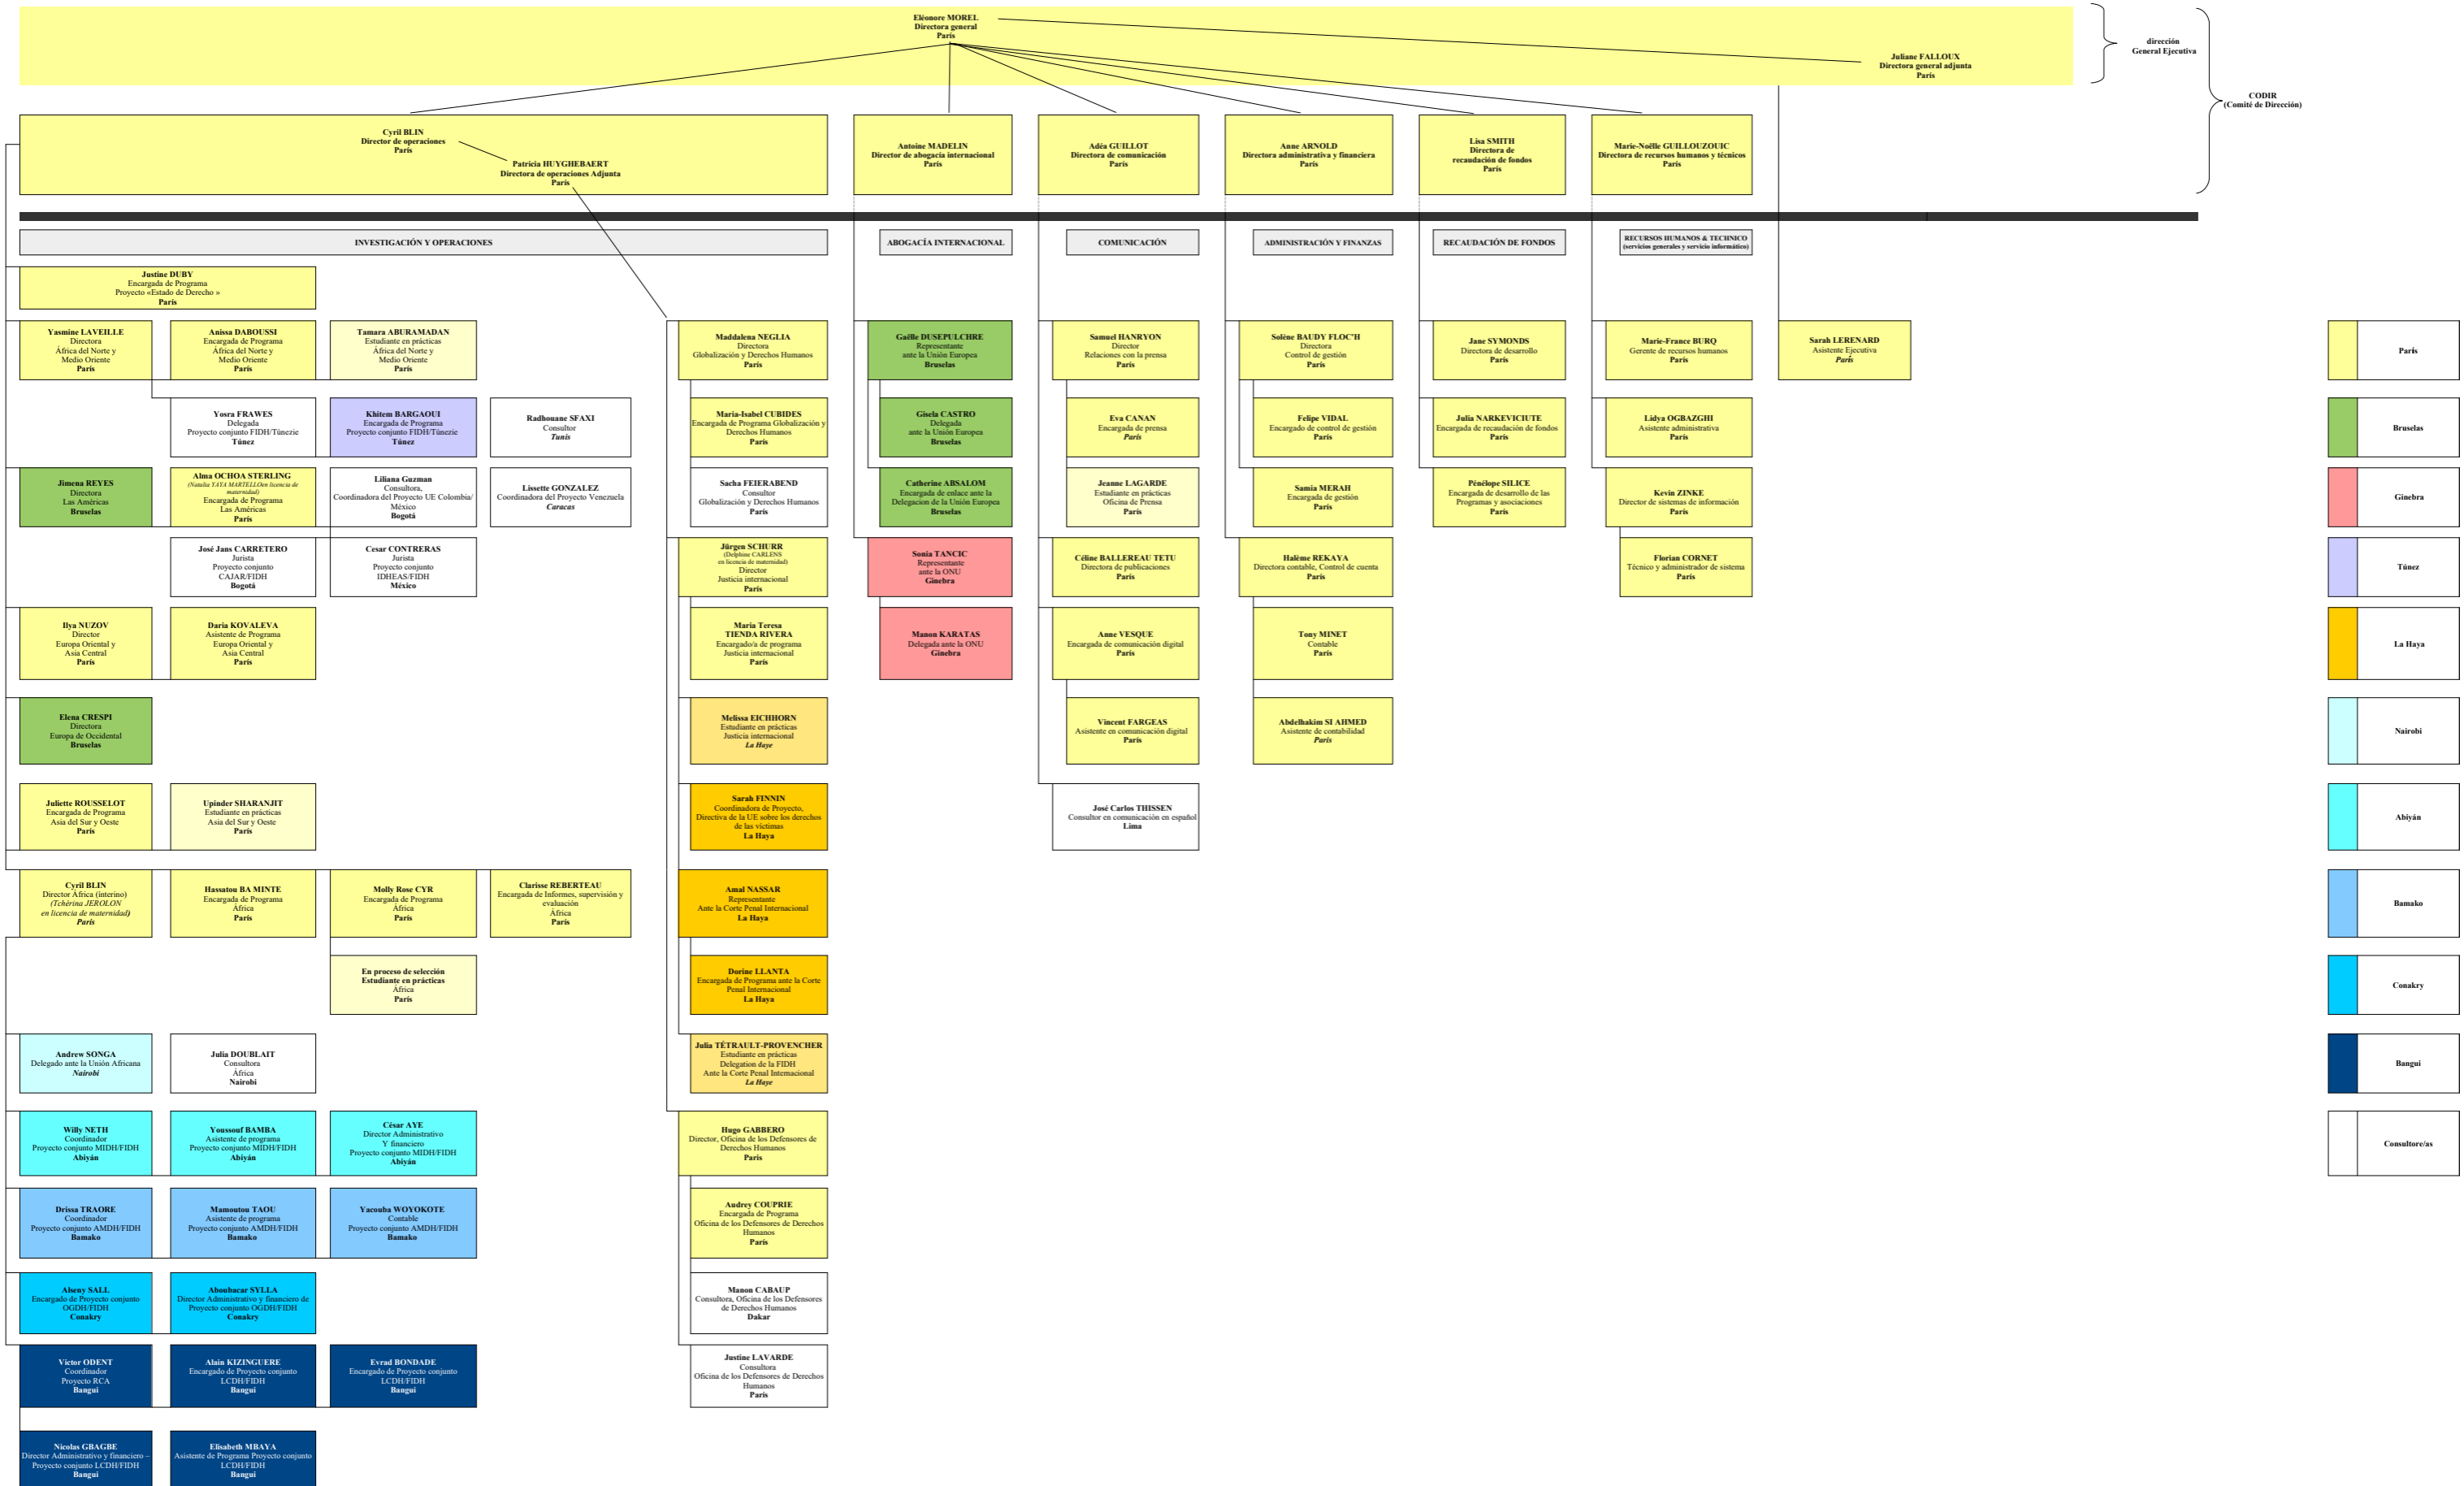 Eléonore MOREL
Directora general
París
Juliane FALLOUX
Directora general adjunta
París
dirección
General Ejecutiva
CODIR
(Comité de Dirección)
Cyril BLIN
Director de operaciones
París
Patricia HUYGHEBAERT
Directora de operaciones Adjunta
París
Antoine MADELIN
Director de abogacía internacional
París
Adéa GUILLOT
Directora de comunicación
París
Anne ARNOLD
Directora administrativa y financiera
París
Lisa SMITH
Directora de
recaudación de fondos
París
Marie-Noëlle GUILLOUZOUIC
Directora de recursos humanos y técnicos
París
INVESTIGACIÓN Y OPERACIONES
ABOGACÍA INTERNACIONAL
COMUNICACIÓN
ADMINISTRACIÓN Y FINANZAS
RECAUDACIÓN DE FONDOS
RECURSOS HUMANOS & TECHNICO
(servicios generales y servicio informático)
Justine DUBY
Encargada de Programa
Proyecto «Estado de Derecho »
París
Yasmine LAVEILLE
Directora
África del Norte y
Medio Oriente
París
Anissa DABOUSSI
Encargada de Programa
África del Norte y
Medio Oriente
París
Tamara ABURAMADAN
Estudiante en prácticas
África del Norte y
Medio Oriente
París
Maddalena NEGLIA
Directora
Globalización y Derechos Humanos
París
Gaëlle DUSEPULCHRE
Representante
ante la Unión Europea
Bruselas
Samuel HANRYON
Director
Relaciones con la prensa
París
Solène BAUDY FLOC'H
Directora
Control de gestión
París
Jane SYMONDS
Directora de desarrollo
París
Marie-France BURQ
Gerente de recursos humanos
París
Sarah LERENARD
Asistente Ejecutiva
París
París
Yosra FRAWES
Delegada
Proyecto conjunto FIDH/Túnezie
Túnez
Khitem BARGAOUI
Encargada de Programa
Proyecto conjunto FIDH/Túnezie
Túnez
Radhouane SFAXI
Consultor
Tunis
Maria-Isabel CUBIDES
Encargada de Programa Globalización y
Derechos Humanos
París
Gisela CASTRO
Delegada
ante la Unión Europea
Bruselas
Eva CANAN
Encargada de prensa
París
Felipe VIDAL
Encargado de control de gestión
París
Julia NARKEVICIUTE
Encargada de recaudación de fondos
París
Lidya OGBAZGHI
Asistente administrativa
París
Bruselas
Jimena REYES
Directora
Las Américas
Bruselas
Alma OCHOA STERLING
(Natalia YAYA MARTELLOen licencia de
maternidad)
Encargada de Programa
Las Américas
París
Liliana Guzman
Consultora,
Coordinadora del Proyecto UE Colombia/
México
Bogotá
Lissette GONZALEZ
Coordinadora del Proyecto Venezuela
Caracas
Sacha FEIERABEND
Consultor
Globalización y Derechos Humanos
París
Catherine ABSALOM
Encargada de enlace ante la
Delegacion de la Unión Europea
Bruselas
Jeanne LAGARDE
Estudiante en prácticas
Oficina de Prensa
París
Samia MERAH
Encargada de gestión
París
Pénélope SILICE
Encargada de desarrollo de las
Programas y asociaciones
París
Kevin ZINKE
Director de sistemas de información
París
Ginebra
José Jans CARRETERO
Jurista
Proyecto conjunto
CAJAR/FIDH
Bogotá
Cesar CONTRERAS
Jurista
Proyecto conjunto
IDHEAS/FIDH
México
Jürgen SCHURR
(Delphine CARLENS
en licencia de maternidad)
Director
Justicia internacional
París
Sonia TANCIC
Representante
ante la ONU
Ginebra
Céline BALLEREAU TETU
Directora de publicaciones
París
Halème REKAYA
Directora contable, Control de cuenta
París
Florian CORNET
Técnico y administrador de sistema
París
Túnez
Ilya NUZOV
Director
Europa Oriental y
Asia Central
París
Daria KOVALEVA
Asistente de Programa
Europa Oriental y
Asia Central
París
Maria Teresa
TIENDA RIVERA
Encargado/a de programa
Justicia internacional
París
Manon KARATAS
Delegada ante la ONU
Ginebra
Anne VESQUE
Encargada de comunicación digital
París
Tony MINET
Contable
París
La Haya
Elena CRESPI
Directora
Europa de Occidental
Bruselas
Melissa EICHHORN
Estudiante en prácticas
Justicia internacional
La Haye
Vincent FARGEAS
Asistente en comunicación digital
París
Abdelhakim SI AHMED
Asistente de contabilidad
París
Nairobi
Juliette ROUSSELOT
Encargada de Programa
Asia del Sur y Oeste
París
Upinder SHARANJIT
Estudiante en prácticas
Asia del Sur y Oeste
París
Sarah FINNIN
Coordinadora de Proyecto,
Directiva de la UE sobre los derechos
de las víctimas
La Haya
José Carlos THISSEN
Consultor en comunicación en español
Lima
Abiyán
Cyril BLIN
Director África (interino)
(Tchérina JEROLON
en licencia de maternidad)
París
Hassatou BA MINTE
Encargada de Programa
África
París
Molly Rose CYR
Encargada de Programa
África
París
Clarisse REBERTEAU
Encargada de Informes, supervisión y
evaluación
África
París
Amal NASSAR
Representante
Ante la Corte Penal Internacional
La Haya
Bamako
En proceso de selección
Estudiante en prácticas
África
París
Dorine LLANTA
Encargada de Programa ante la Corte
Penal Internacional
La Haya
Conakry
Andrew SONGA
Delegado ante la Unión Africana
Nairobi
Julia DOUBLAIT
Consultora
África
Nairobi
Julia TÉTRAULT-PROVENCHER
Estudiante en prácticas
Delegation de la FIDH
Ante la Corte Penal Internacional
La Haye
Bangui
Willy NETH
Coordinador
Proyecto conjunto MIDH/FIDH
Abiyán
Youssouf BAMBA
Asistente de programa
Proyecto conjunto MIDH/FIDH
Abiyán
César AYE
Director Administrativo
Y financiero
Proyecto conjunto MIDH/FIDH
Abiyán
Hugo GABBERO
Director, Oficina de los Defensores de
Derechos Humanos
París
Consultore/as
Drissa TRAORE
Coordinador
Proyecto conjunto AMDH/FIDH
Bamako
Mamoutou TAOU
Asistente de programa
Proyecto conjunto AMDH/FIDH
Bamako
Yacouba WOYOKOTE
Contable
Proyecto conjunto AMDH/FIDH
Bamako
Audrey COUPRIE
Encargada de Programa
Oficina de los Defensores de Derechos
Humanos
París
Alseny SALL
Encargado de Proyecto conjunto
OGDH/FIDH
Conakry
Aboubacar SYLLA
Director Administrativo y financiero de
Proyecto conjunto OGDH/FIDH
Conakry
Manon CABAUP
Consultora, Oficina de los Defensores
de Derechos Humanos
Dakar
Victor ODENT
Coordinador
Proyecto RCA
Bangui
Alain KIZINGUERE
Encargado de Proyecto conjunto
LCDH/FIDH
Bangui
Evrad BONDADE
Encargado de Proyecto conjunto
LCDH/FIDH
Bangui
Justine LAVARDE
Consultora
Oficina de los Defensores de Derechos
Humanos
París
Nicolas GBAGBE
Director Administrativo y financiero –
Proyecto conjunto LCDH/FIDH
Bangui
Elisabeth MBAYA
Asistente de Programa Proyecto conjunto
LCDH/FIDH
Bangui